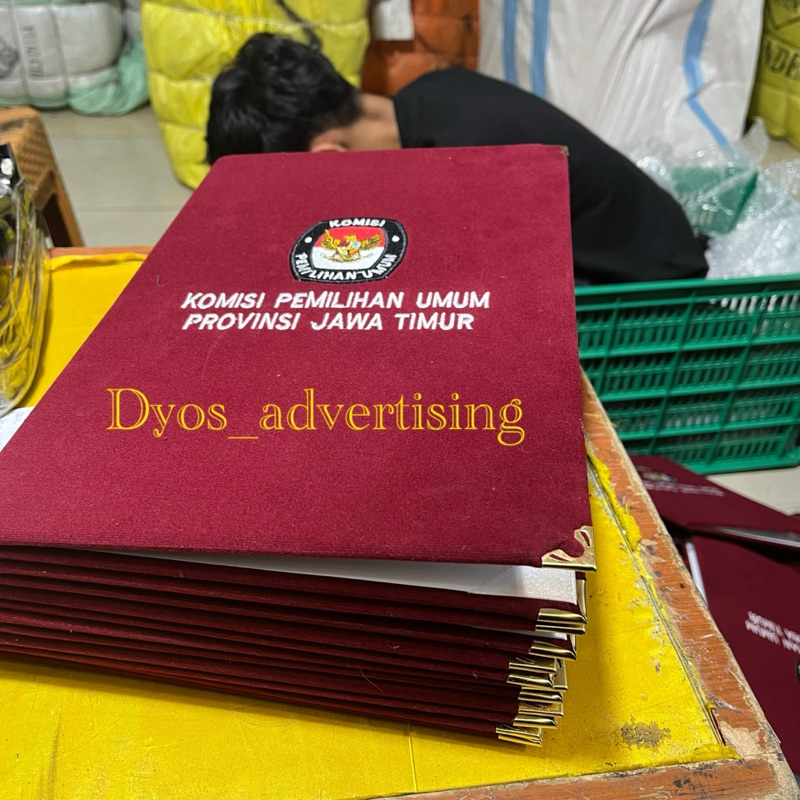 KOMISI
PEMILIHAN UMUM
KOMISI PEMILIHAN UMUM
PROVINSI JAWA TIMUR
Dyos_advertising